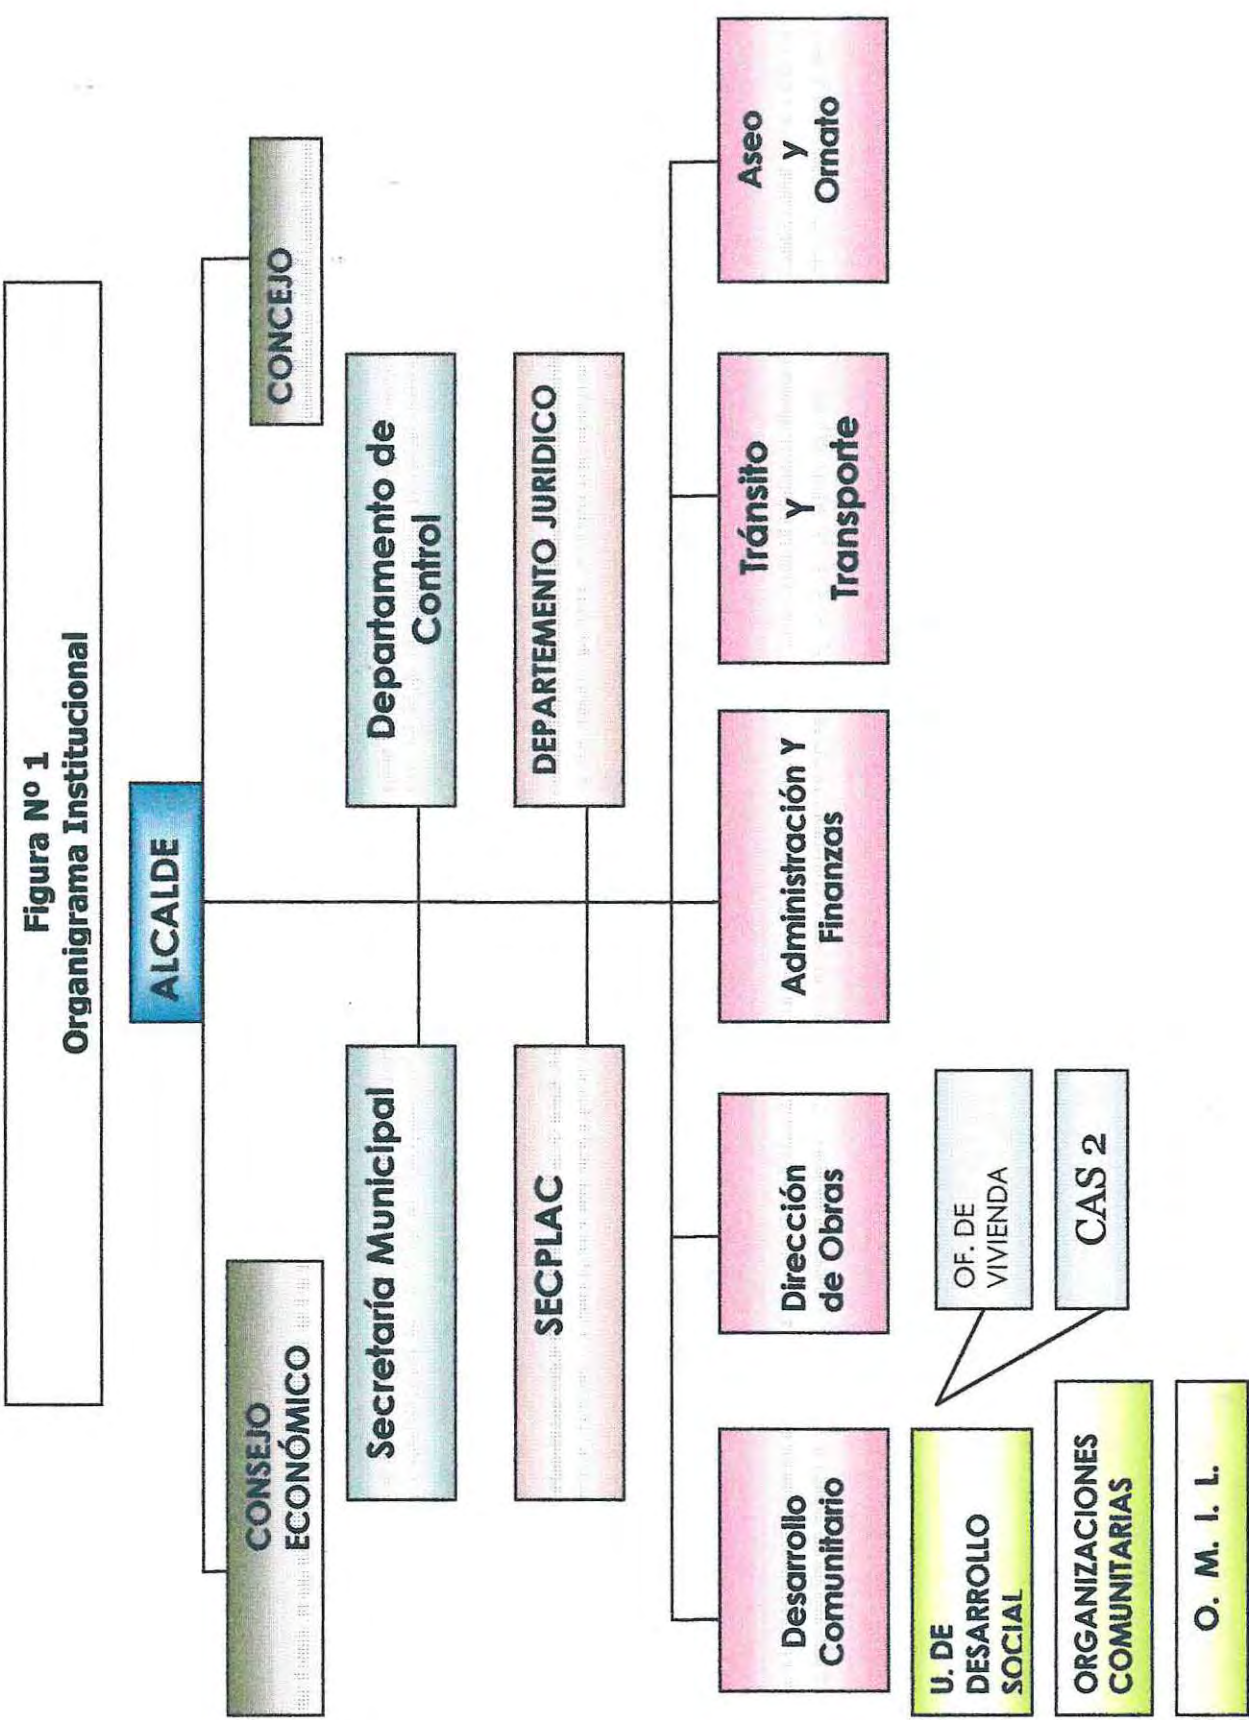 Figura Nº 1
Organigrama Institucional
ALCALDE
CONSEJO
ECONÓMICO
CONCEJO
Secretaría Municipal
Departamento de
Control
SECPLAC
DEPARTEMENTO JURIDICO
Desarrollo
Comunitario
Dirección
de Obras
Administración Y
Finanzas
Tránsito
Y
Transporte
Aseo
y
Ornato
U. DE
DESARROLLO
SOCIAL
OF. DE
VIVIENDA
CAS 2
ORGANIZACIONES
COMUNITARIAS
O. M. I. L.